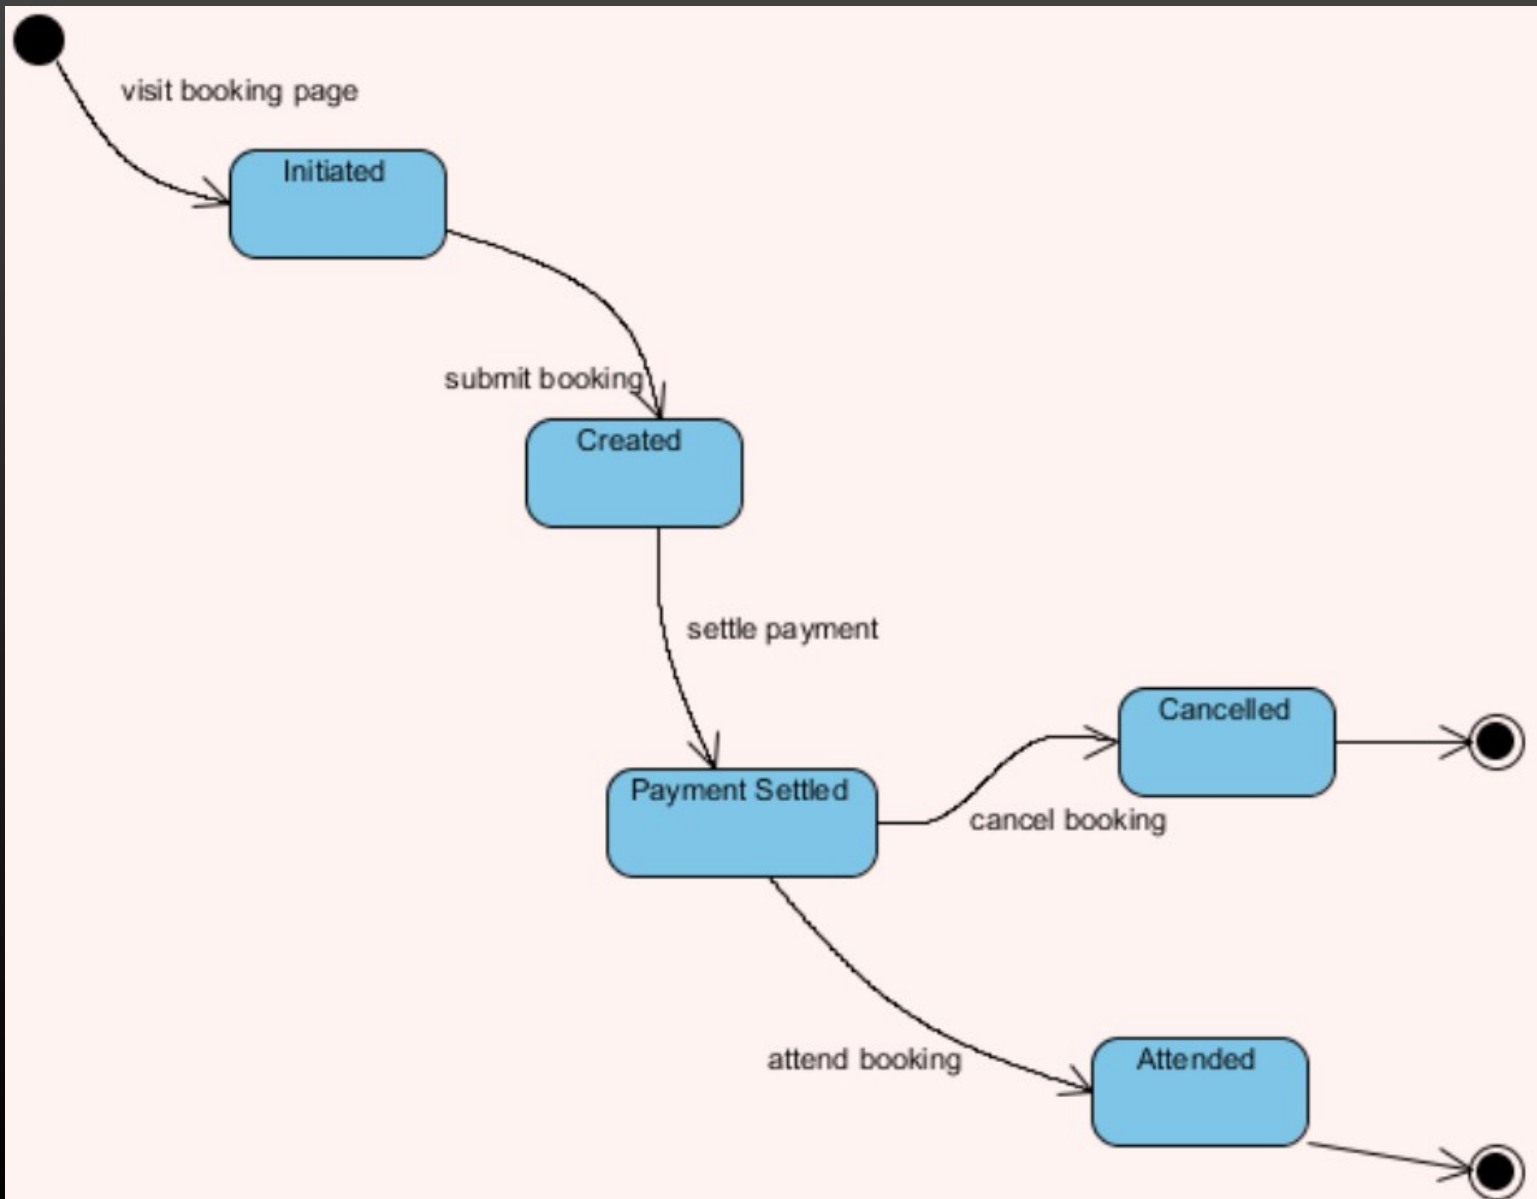 visit booking page
Initiated
submit booking
Created
settle payment
Cancelled
Payment Settled
cancel booking
attend booking
Attended